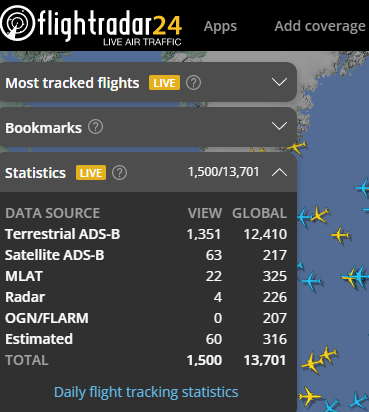 flightradar24
LIVE AIR TRAFFIC
Apps
Add coverage
Most tracked flights LIVE ?
Bookmarks ?
Statistics LIVE ? 1,500/13,701
DATA SOURCE VIEW GLOBAL
Terrestrial ADS-B 1,351 12,410
Satellite ADS-B 63 217
MLAT 22 325
Radar 4 226
OGN/FLARM 0 207
Estimated 60 316
TOTAL 1,500 13,701
Daily flight tracking statistics